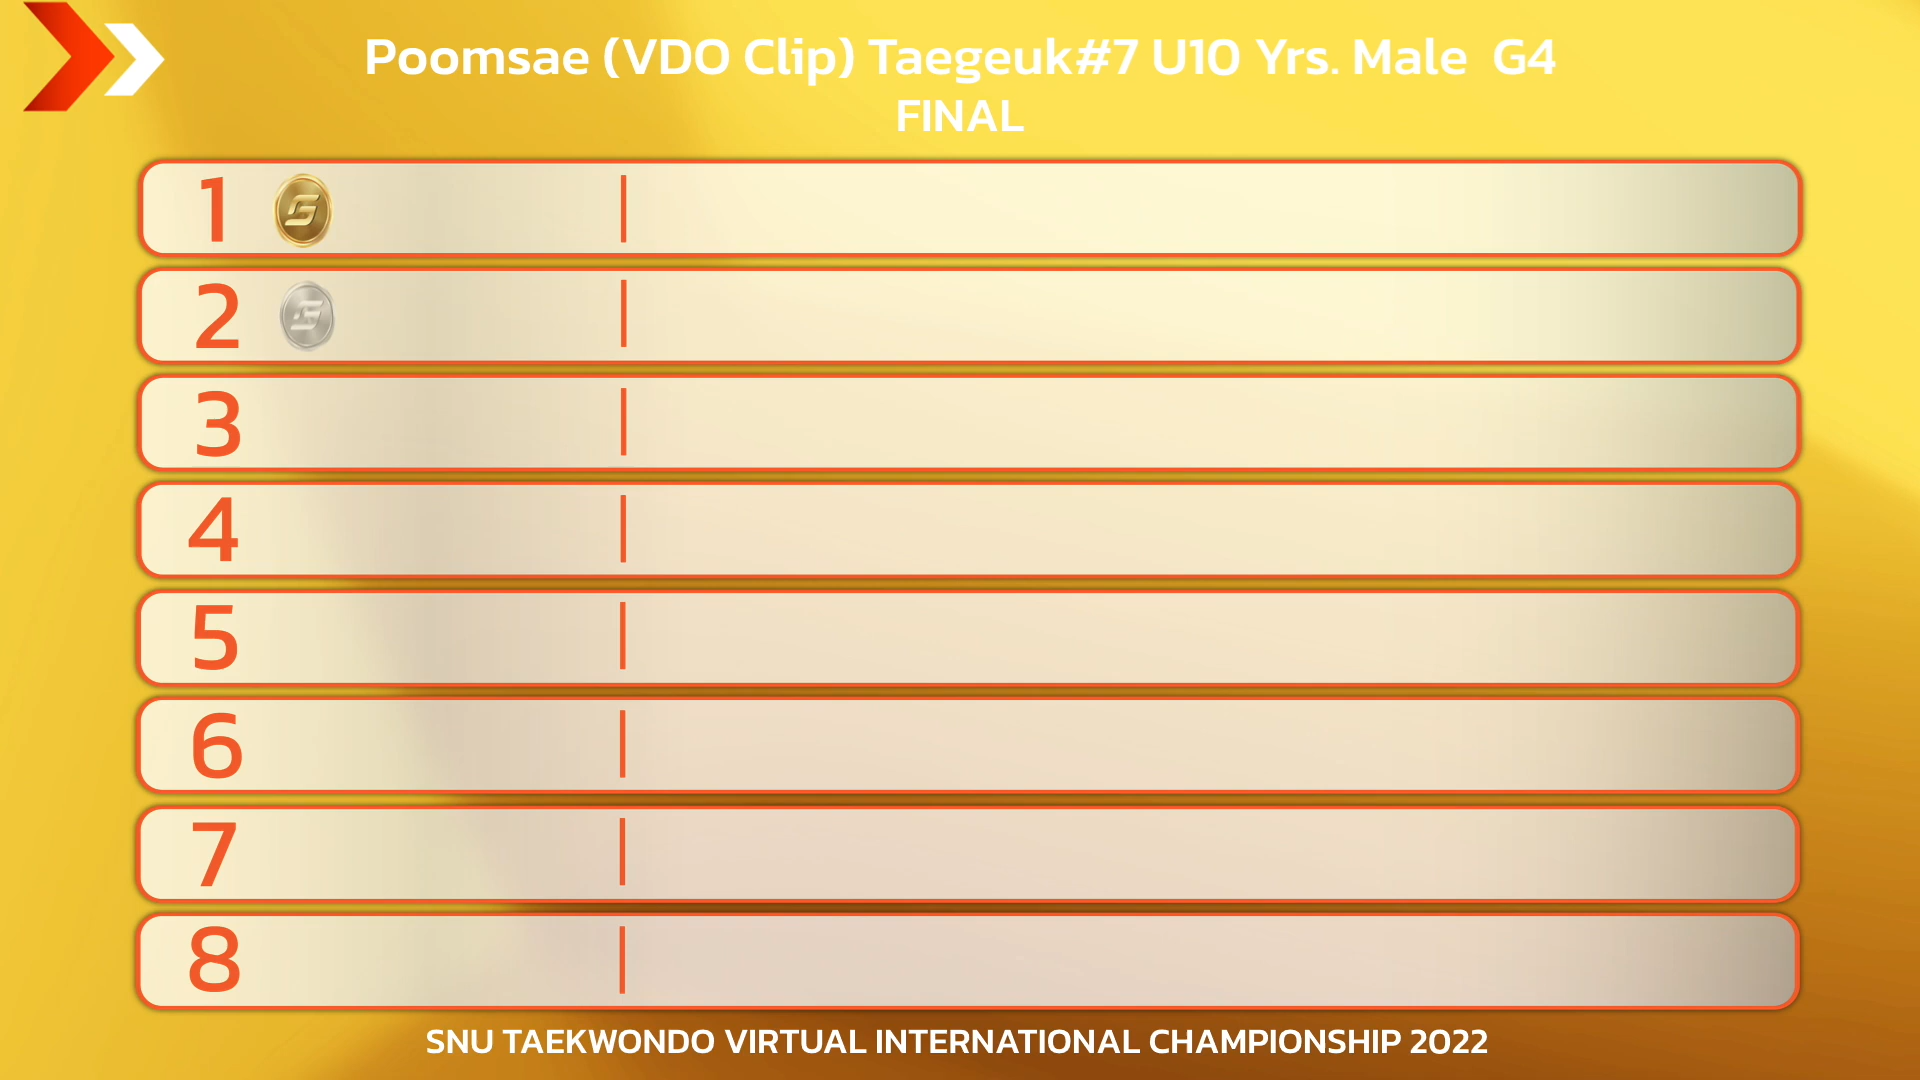 Poomsae (VDO Clip) Taegeuk#7 U10 Yrs. Male G4
FINAL
1
2
3
4
5
6
7
8
SNU TAEKWONDO VIRTUAL INTERNATIONAL CHAMPIONSHIP 2022